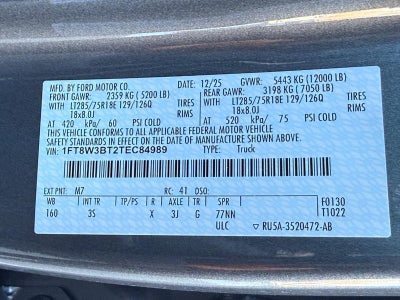 MFD. BY FORD MOTOR CO. DATE: 12/25 GVWR: 5443 KG (12000 LB)
FRONT GAWR: 2359 KG (5200 LB) REAR GAWR: 3198 KG (7050 LB)
WITH LT285/75R18E 129/126Q TIRES WITH LT285/75R18E 129/126Q TIRES
18x8.0J RIMS 18x8.0J RIMS
AT 420 kPa/ 60 PSI COLD AT 520 kPa/ 75 PSI COLD
THIS VEHICLE CONFORMS TO ALL APPLICABLE FEDERAL MOTOR VEHICLE
SAFETY STANDARDS IN EFFECT ON THE DATE OF MANUFACTURE SHOWN ABOVE.
VIN: 1FT8W3BT2TEC84989 TYPE: Truck
EXT PNT: M7 RC: 41 DSO: F0130
WB INT TR TP/PS R AXLE TR SPR T1022
160 3S X 3J G 77NN
ULC ▽ RU5A-3520472-AB